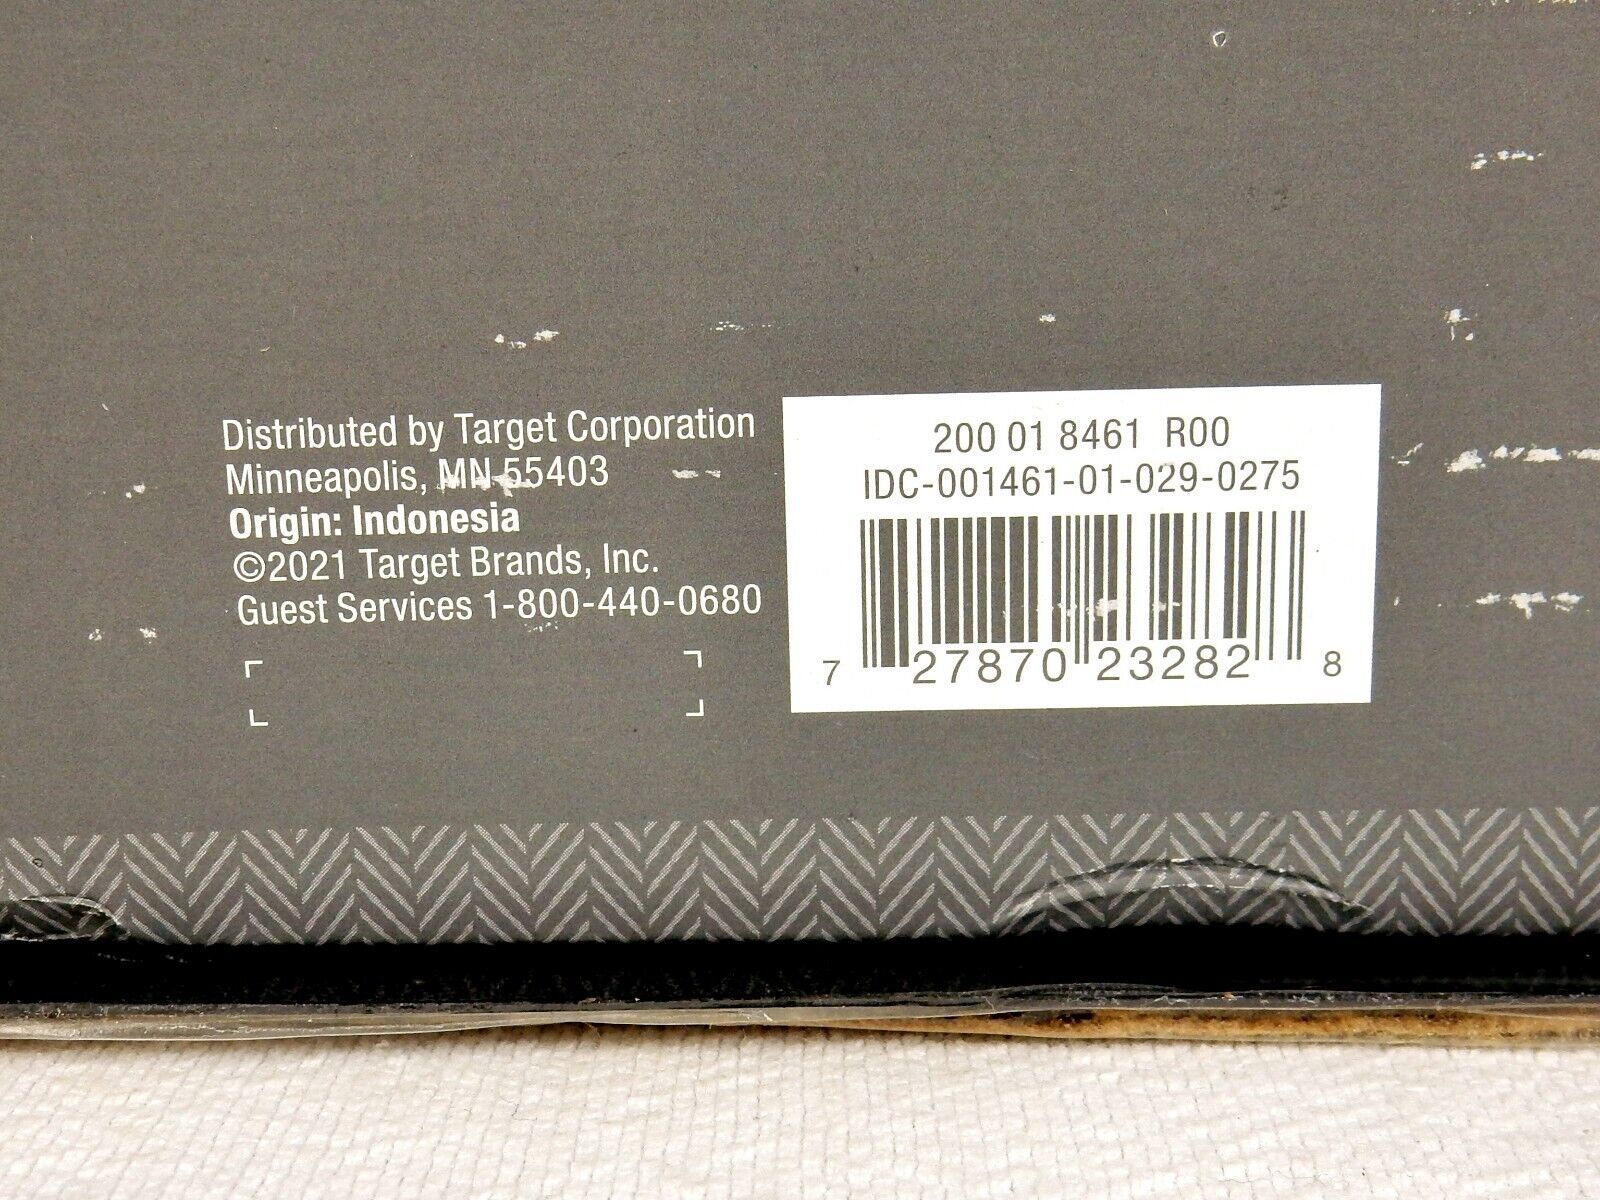 Distributed by Target Corporation
Minneapolis, MN 55403
Origin: Indonesia
©2021 Target Brands, Inc.
Guest Services 1-800-440-0680
200 01 8461 R00
IDC-001461-01-029-0275
7 27870 23282 8